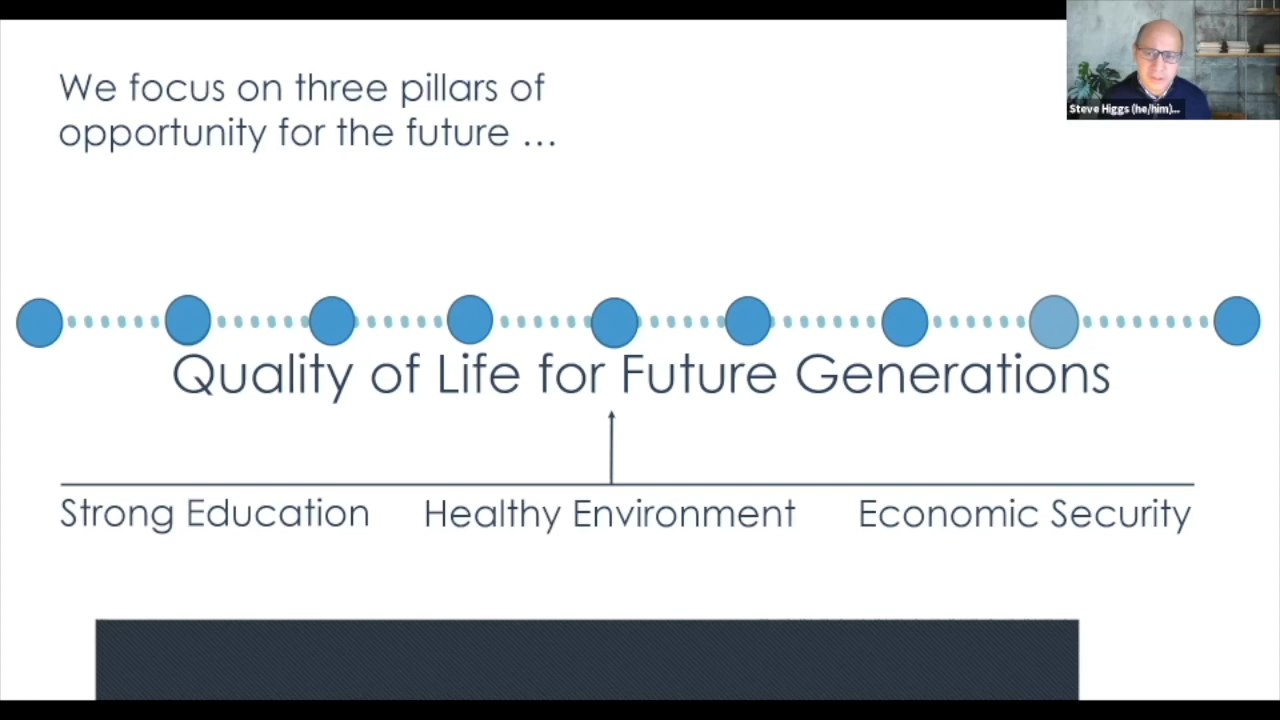 We focus on three pillars of
opportunity for the future …
Steve Higgs (he/him)...
Quality of Life for Future Generations
Strong Education
Healthy Environment
Economic Security